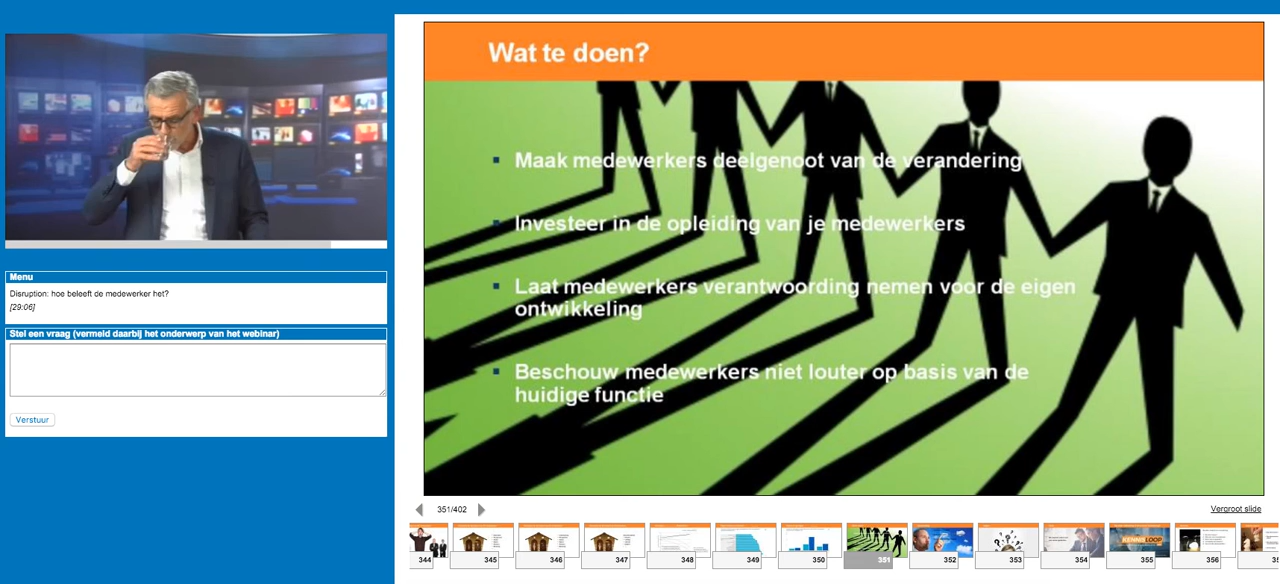 Menu
Disruption: hoe beleeft de medewerker het?
[29:06]
Stel een vraag (vermeld daarbij het onderwerp van het webinar)
Verstuur
Wat te doen?
Maak medewerkers deelgenoot van de verandering
Investeer in de opleiding van je medewerkers
Laat medewerkers verantwoording nemen voor de eigen
ontwikkeling
Beschouw medewerkers niet louter op basis van de
huidige functie
351/402
Vergroot slide
344
345
346
347
348
349
350
351
352
353
354
355
356